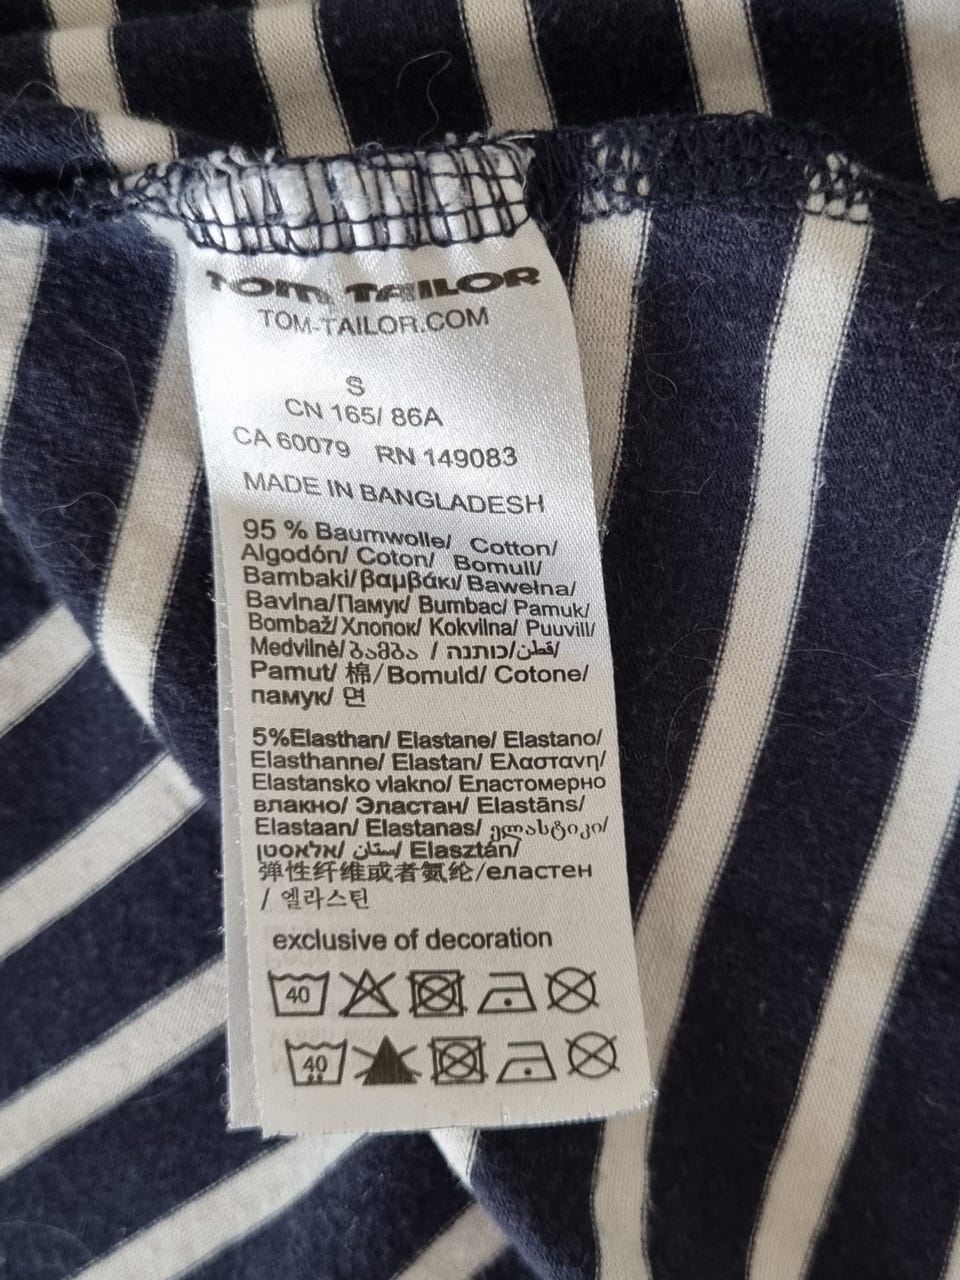 TOM TAILOR
TOM-TAILOR.COM
S
CN 165/ 86A
CA 60079 RN 149083
MADE IN BANGLADESH
95 % Baumwolle/ Cotton/
Algodón/ Coton/ Bomull/
Bambaki/βαμβάκι/Bawełna/
Bavlna/Памук/ Bumbac/ Pamuk/
Bombaž/Хлопок/ Kokvilna/ Puuvill/
Medvilnė/ბამბა / כותנה/قطن/
Pamut/ 棉/Bomuld/ Cotone/
памук/ 면
5%Elasthan/ Elastane/ Elastano/
Elasthanne/ Elastan/ Ελαστανη/
Elastansko vlakno/ Еластомерно
влакно/ Эластан/ Elastāns/
Elastaan/ Elastanas/ ელასტიკი/
אלאסטן/ إستان/ Elasztán/
弹性纤维或者氨纶/еластен
/ 엘라스틴
exclusive of decoration
40
40